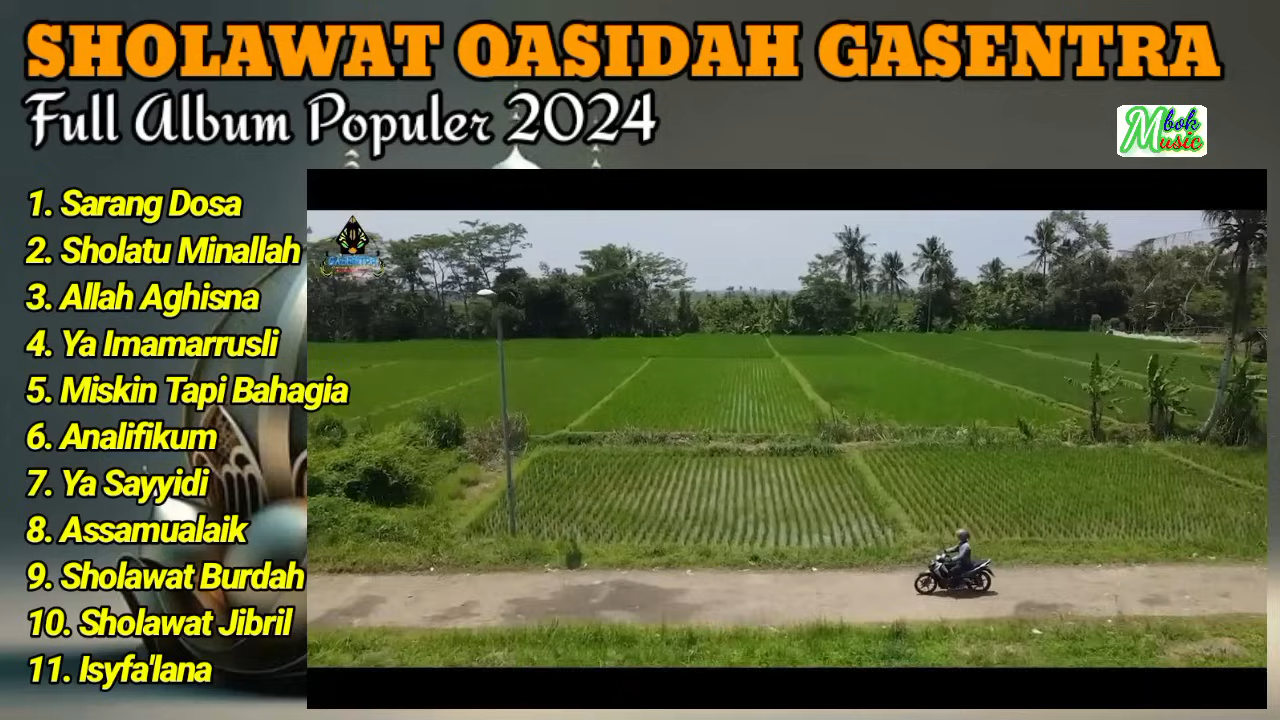 SHOLAWAT QASIDAH GASENTRA
Full Album Populer 2024
Mbok
Music
1. Sarang Dosa
2. Sholatu Minallah
3. Allah Aghisna
4. Ya Imamarrusli
5. Miskin Tapi Bahagia
6. Analifikum
7. Ya Sayyidi
8. Assamualaik
9. Sholawat Burdah
10. Sholawat Jibril
11. Isyfa'lana
GASENTRA